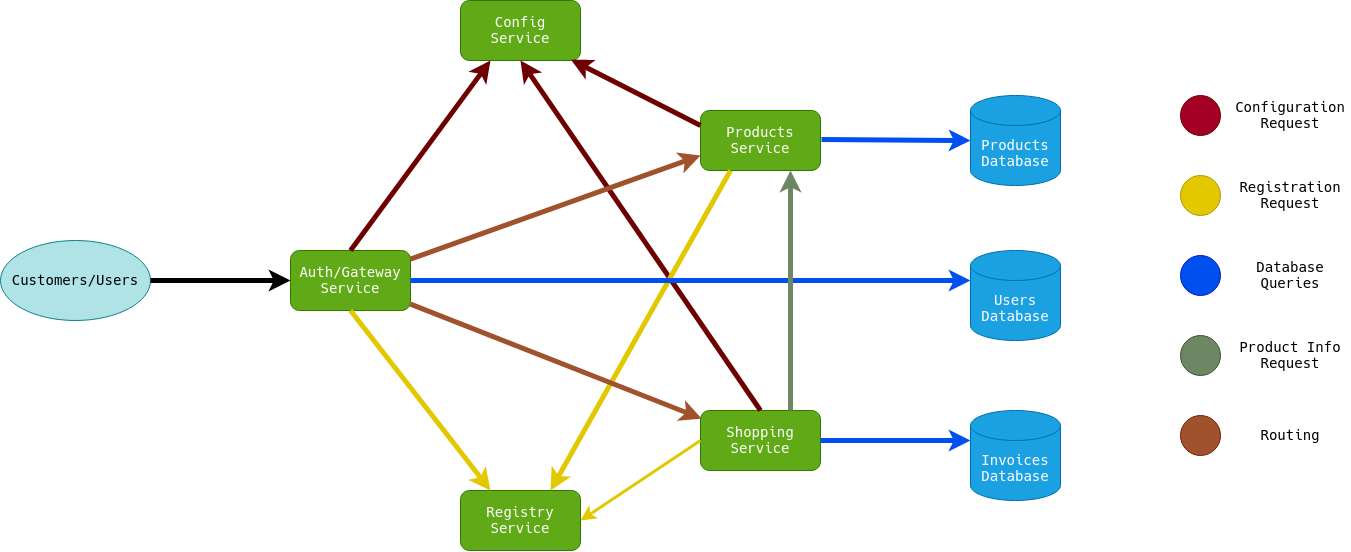 Config
Service
Products
Service
Products
Database
Customers/Users
Auth/Gateway
Service
Users
Database
Shopping
Service
Invoices
Database
Registry
Service
Configuration
Request
Registration
Request
Database
Queries
Product Info
Request
Routing